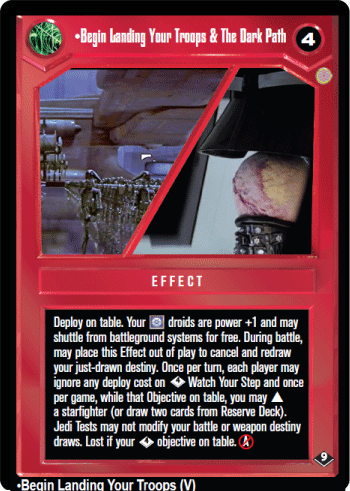 •Begin Landing Your Troops & The Dark Path
4
EFFECT
Deploy on table. Your droids are power +1 and may
shuttle from battleground systems for free. During battle,
may place this Effect out of play to cancel and redraw
your just-drawn destiny. Once per turn, each player may
ignore any deploy cost on Watch Your Step and once
per game, while that Objective on table, you may ▲
a starfighter (or draw two cards from Reserve Deck).
Jedi Tests may not modify your battle or weapon destiny
draws. Lost if your objective on table.
9
•Begin Landing Your Troops (V)